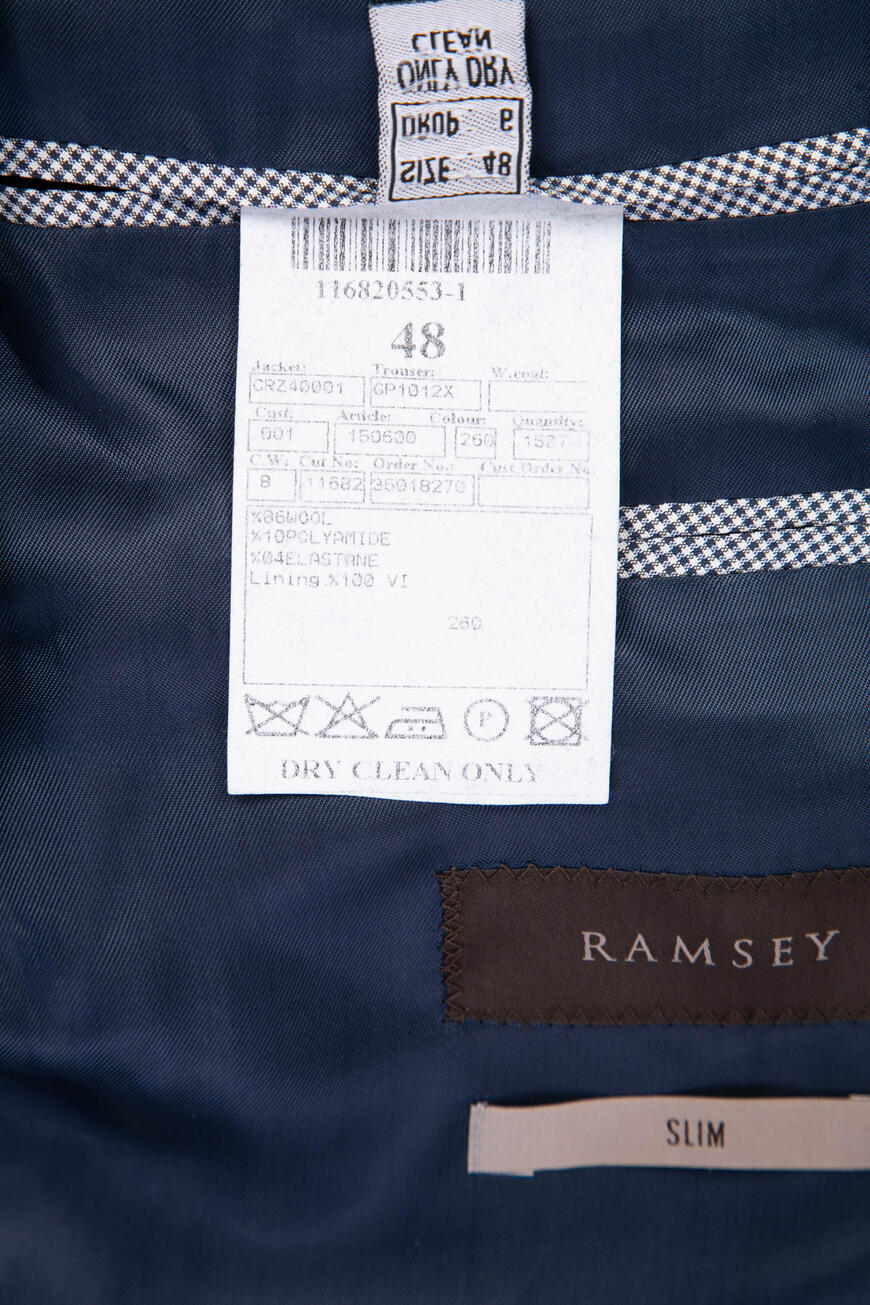 CLEAN
ONLY DRY
DROP : 6
SIZE : 48
116820553-1
48
Jacket: Trouser: W.coat:
CRZ40001 GP1012X
Cust: Article: Colour: Quantity:
001 150600 260 1507
C.W: Cut No: Order No: Cust Order No:
8 11682 35018270
%86WOOL
%10POLYAMIDE
%04ELASTANE
Lining.%100 VI
260
P
DRY CLEAN ONLY
RAMSEY
SLIM